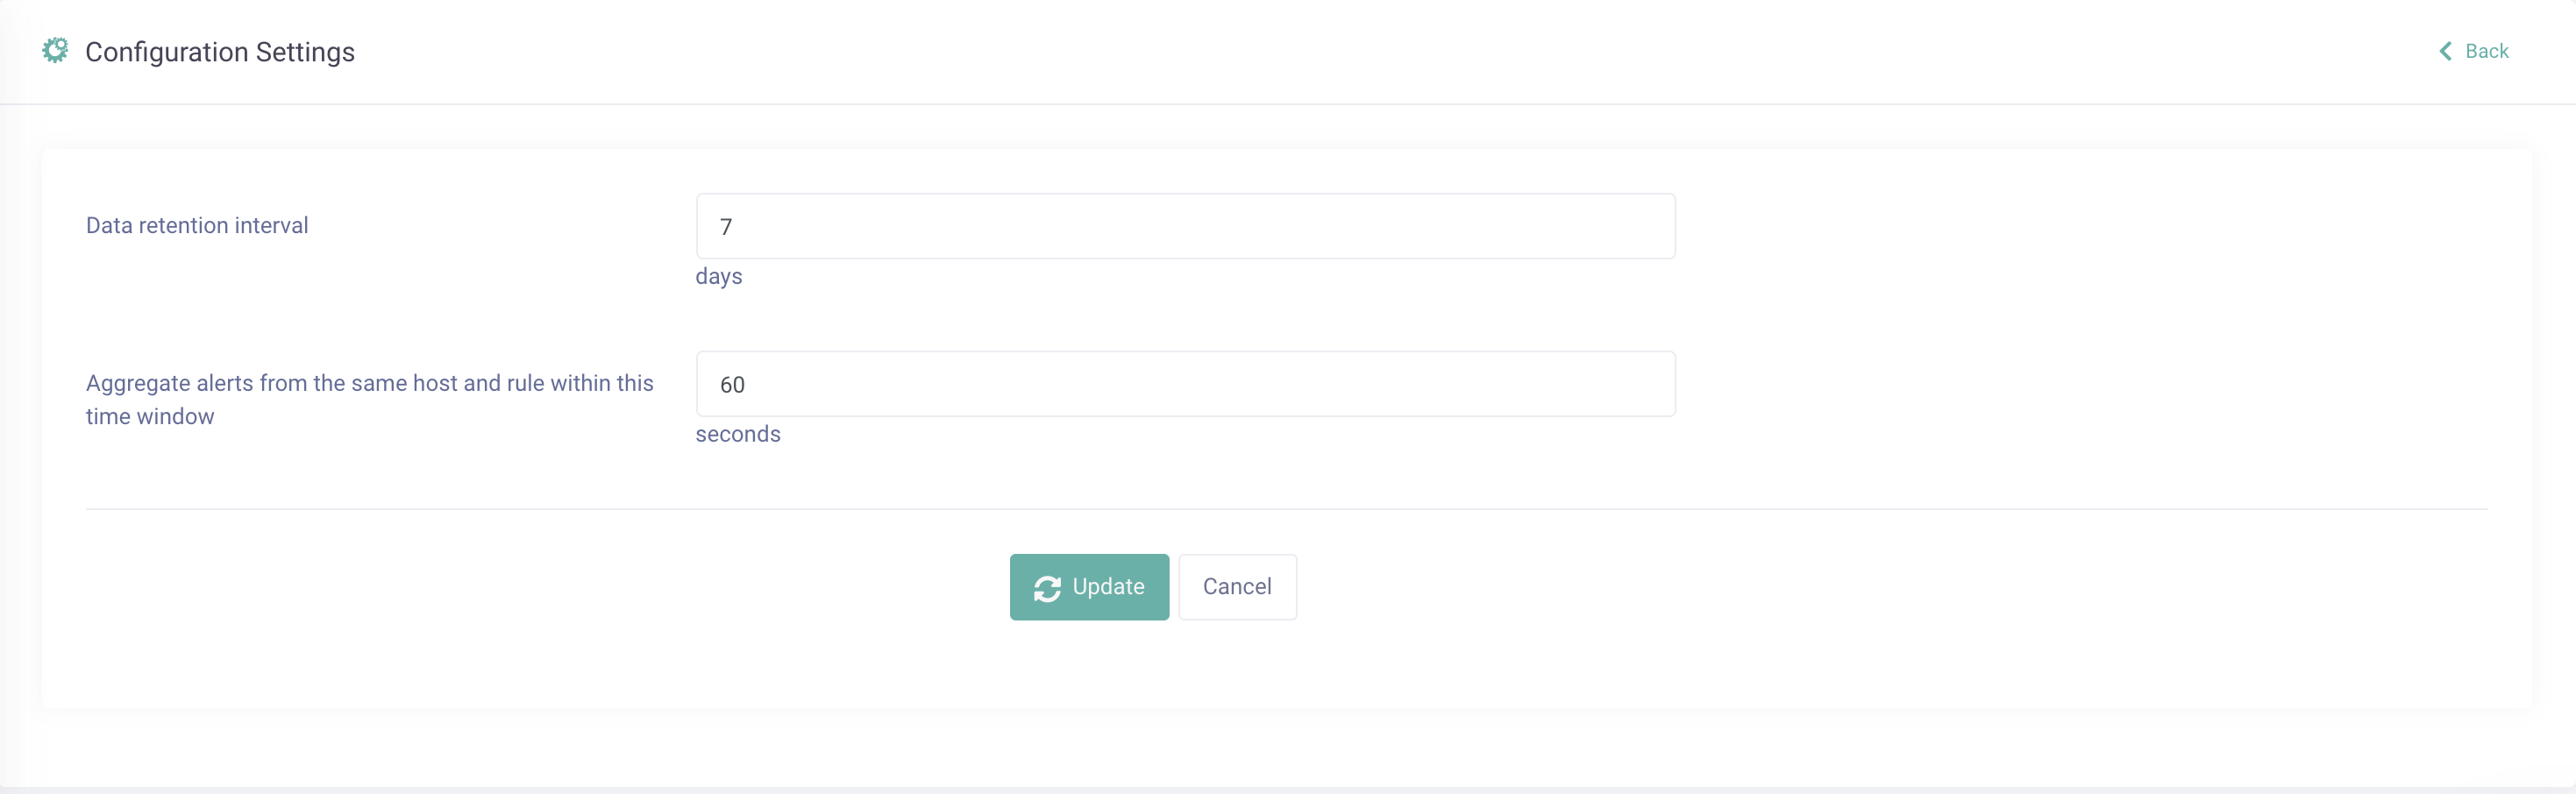 Configuration Settings
Back
Data retention interval
7
days
Aggregate alerts from the same host and rule within this
time window
60
seconds
Update
Cancel